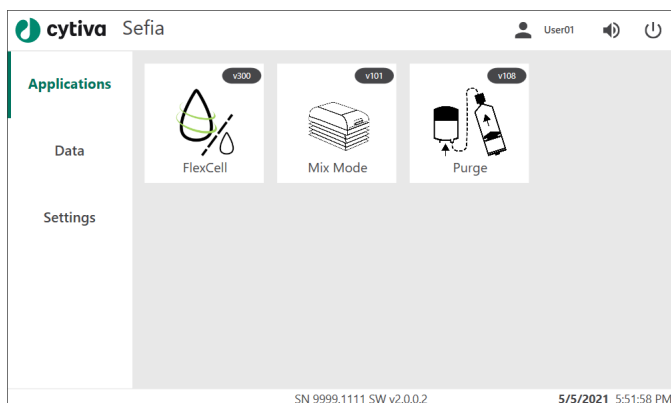 cytiva Sefia User01
Applications
Data
Settings
v300
FlexCell
v101
Mix Mode
v108
Purge
SN 9999.1111 SW v2.0.0.2 5/5/2021 5:51:58 PM